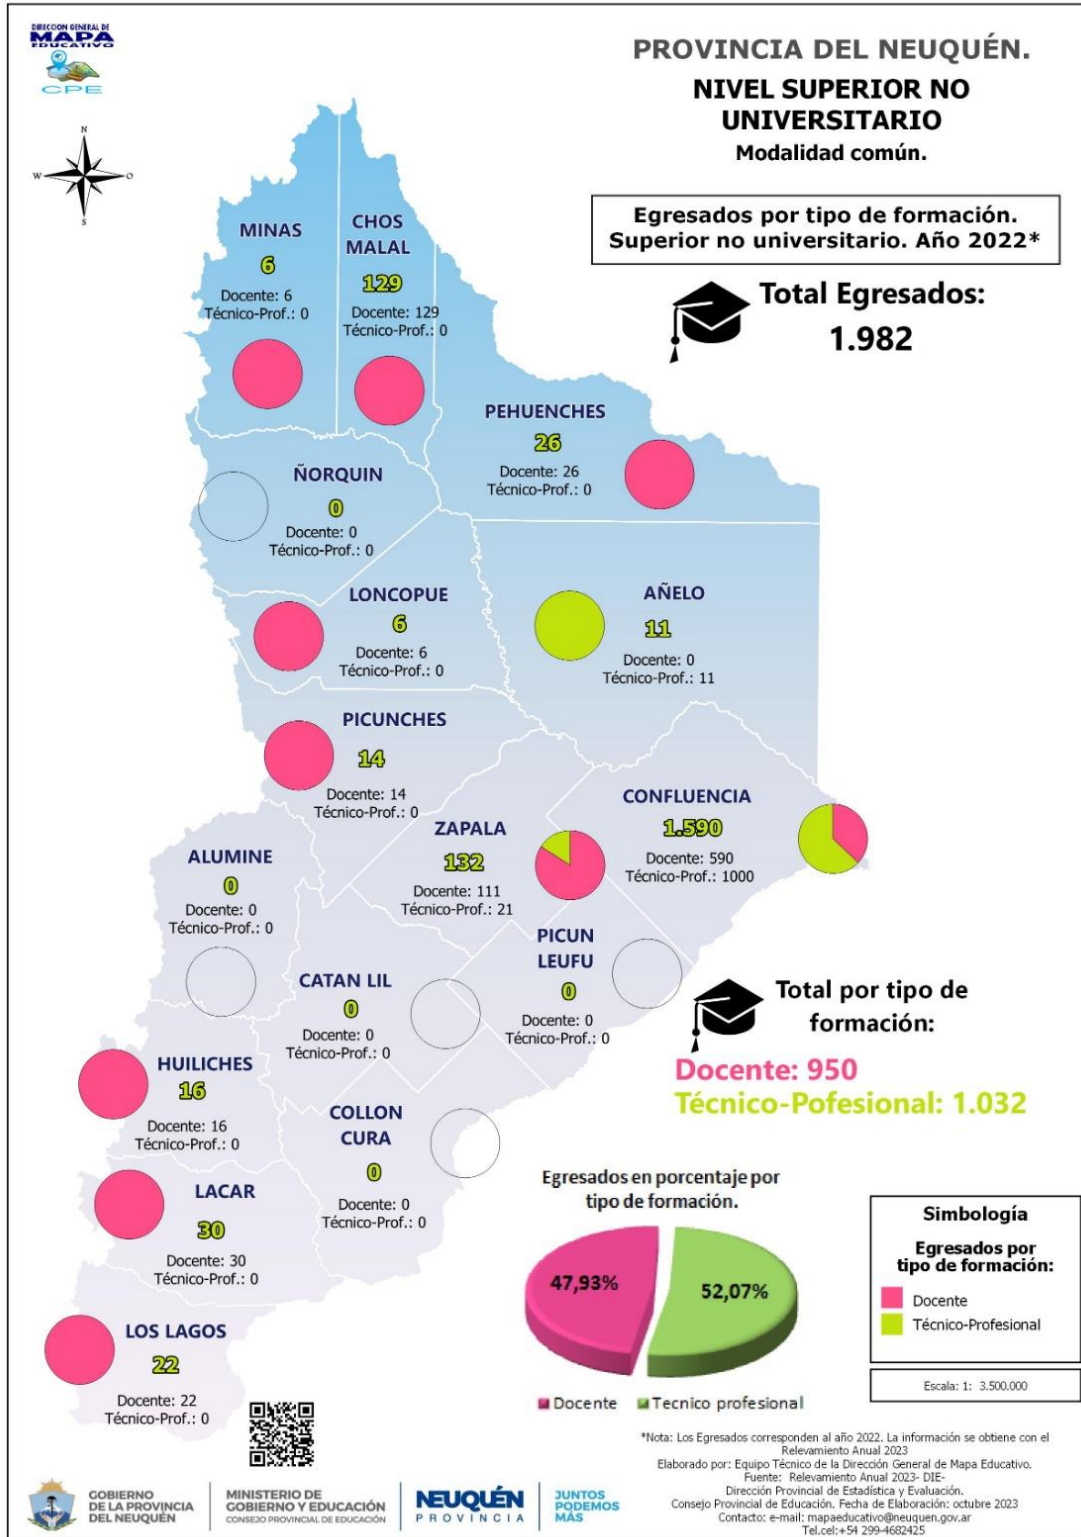 DIRECCION GENERAL DE
MAPA
EDUCATIVO
CPE
PROVINCIA DEL NEUQUÉN.
NIVEL SUPERIOR NO
UNIVERSITARIO
Modalidad común.
N
W
O
S
Egresados por tipo de formación.
Superior no universitario. Año 2022*
Total Egresados:
1.982
MINAS
6
Docente: 6
Técnico-Prof.: 0
CHOS
MALAL
129
Docente: 129
Técnico-Prof.: 0
PEHUENCHES
26
Docente: 26
Técnico-Prof.: 0
ÑORQUIN
0
Docente: 0
Técnico-Prof.: 0
LONCOPUE
6
Docente: 6
Técnico-Prof.: 0
AÑELO
11
Docente: 0
Técnico-Prof.: 11
PICUNCHES
14
Docente: 14
Técnico-Prof.: 0
CONFLUENCIA
1.590
Docente: 590
Técnico-Prof.: 1000
ZAPALA
132
Docente: 111
Técnico-Prof.: 21
ALUMINE
0
Docente: 0
Técnico-Prof.: 0
PICUN
LEUFU
0
Docente: 0
Técnico-Prof.: 0
CATAN LIL
0
Docente: 0
Técnico-Prof.: 0
Total por tipo de
formación:
Docente: 950
Técnico-Pofesional: 1.032
HUILICHES
16
Docente: 16
Técnico-Prof.: 0
COLLON
CURA
0
Docente: 0
Técnico-Prof.: 0
LACAR
30
Docente: 30
Técnico-Prof.: 0
LOS LAGOS
22
Docente: 22
Técnico-Prof.: 0
Egresados en porcentaje por
tipo de formación.
47,93%
52,07%
Docente
Tecnico profesional
Simbología
Egresados por
tipo de formación:
Docente
Técnico-Profesional
Escala: 1: 3.500.000
*Nota: Los Egresados corresponden al año 2022. La información se obtiene con el
Relevamiento Anual 2023
Elaborado por: Equipo Técnico de la Dirección General de Mapa Educativo.
Fuente: Relevamiento Anual 2023- DIE-
Dirección Provincial de Estadística y Evaluación.
Consejo Provincial de Educación. Fecha de Elaboración: octubre 2023
Contacto: e-mail: mapaeducativo@neuquen.gov.ar
Tel.cel:+54 299-4682425
GOBIERNO
DE LA PROVINCIA
DEL NEUQUÉN
MINISTERIO DE
GOBIERNO Y EDUCACIÓN
CONSEJO PROVINCIAL DE EDUCACIÓN
NEUQUÉN
PROVINCIA
JUNTOS
PODEMOS
MÁS